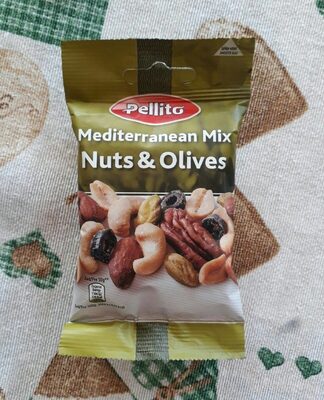 Pellito
Mediterranean Mix
Nuts & Olives